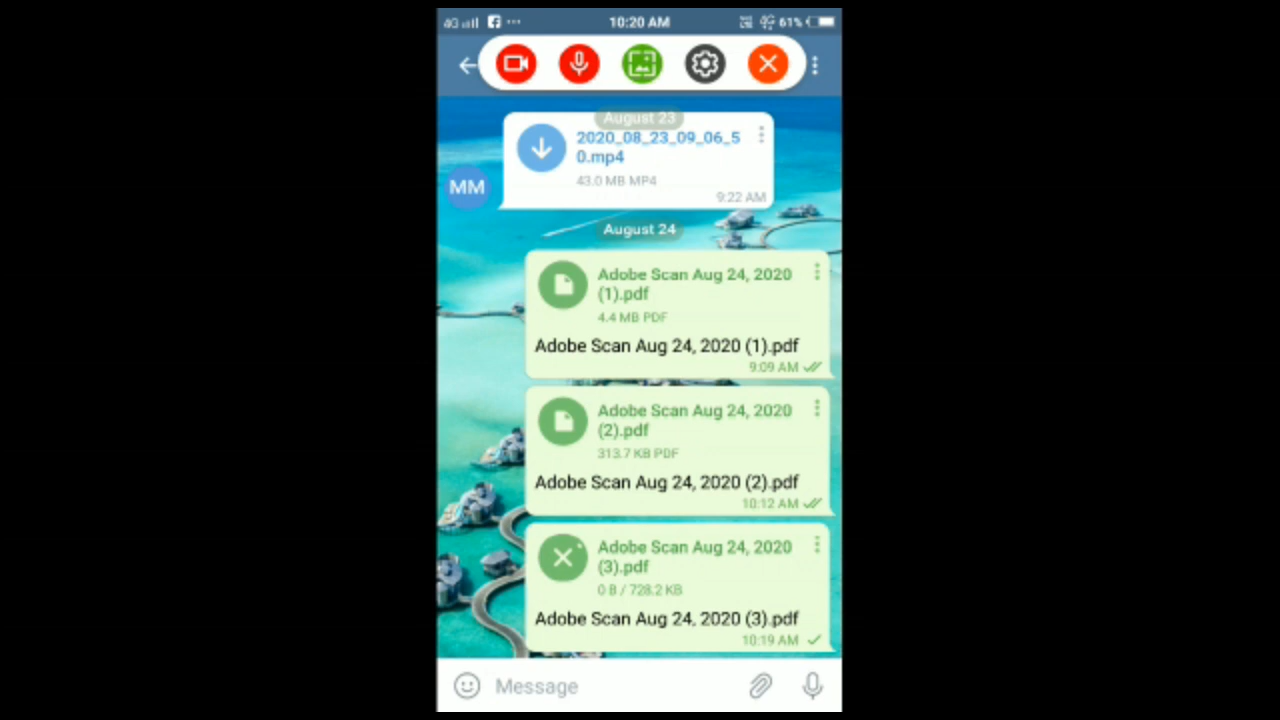 4G
10:20 AM
4G 61%
August 23
2020_08_23_09_06_5
0.mp4
43.0 MB MP4
9:22 AM
MM
August 24
Adobe Scan Aug 24, 2020
(1).pdf
4.4 MB PDF
Adobe Scan Aug 24, 2020 (1).pdf
9:09 AM
Adobe Scan Aug 24, 2020
(2).pdf
313.7 KB PDF
Adobe Scan Aug 24, 2020 (2).pdf
10:12 AM
Adobe Scan Aug 24, 2020
(3).pdf
0 B / 728.2 KB
Adobe Scan Aug 24, 2020 (3).pdf
10:19 AM
Message